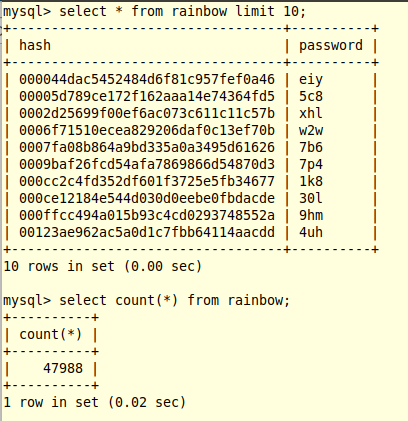 mysql> select * from rainbow limit 10;
+----------------------------------+----------+
| hash                             | password |
+----------------------------------+----------+
| 000044dac5452484d6f81c957fef0a46 | eiy      |
| 00005d789ce172f162aaa14e74364fd5 | 5c8      |
| 0002d25699f00ef6ac073c611c11c57b | xhl      |
| 0006f71510ecea829206daf0c13ef70b | w2w      |
| 0007fa08b864a9bd335a0a3495d61626 | 7b6      |
| 0009baf26fcd54afa7869866d54870d3 | 7p4      |
| 000cc2c4fd352df601f3725e5fb34677 | 1k8      |
| 000ce12184e544d030d0eebe0fbdacde | 30l      |
| 000ffcc494a015b93c4cd0293748552a | 9hm      |
| 00123ae962ac5a0d1c7fbb64114aacdd | 4uh      |
+----------------------------------+----------+
10 rows in set (0.00 sec)

mysql> select count(*) from rainbow;
+----------+
| count(*) |
+----------+
|    47988 |
+----------+
1 row in set (0.02 sec)